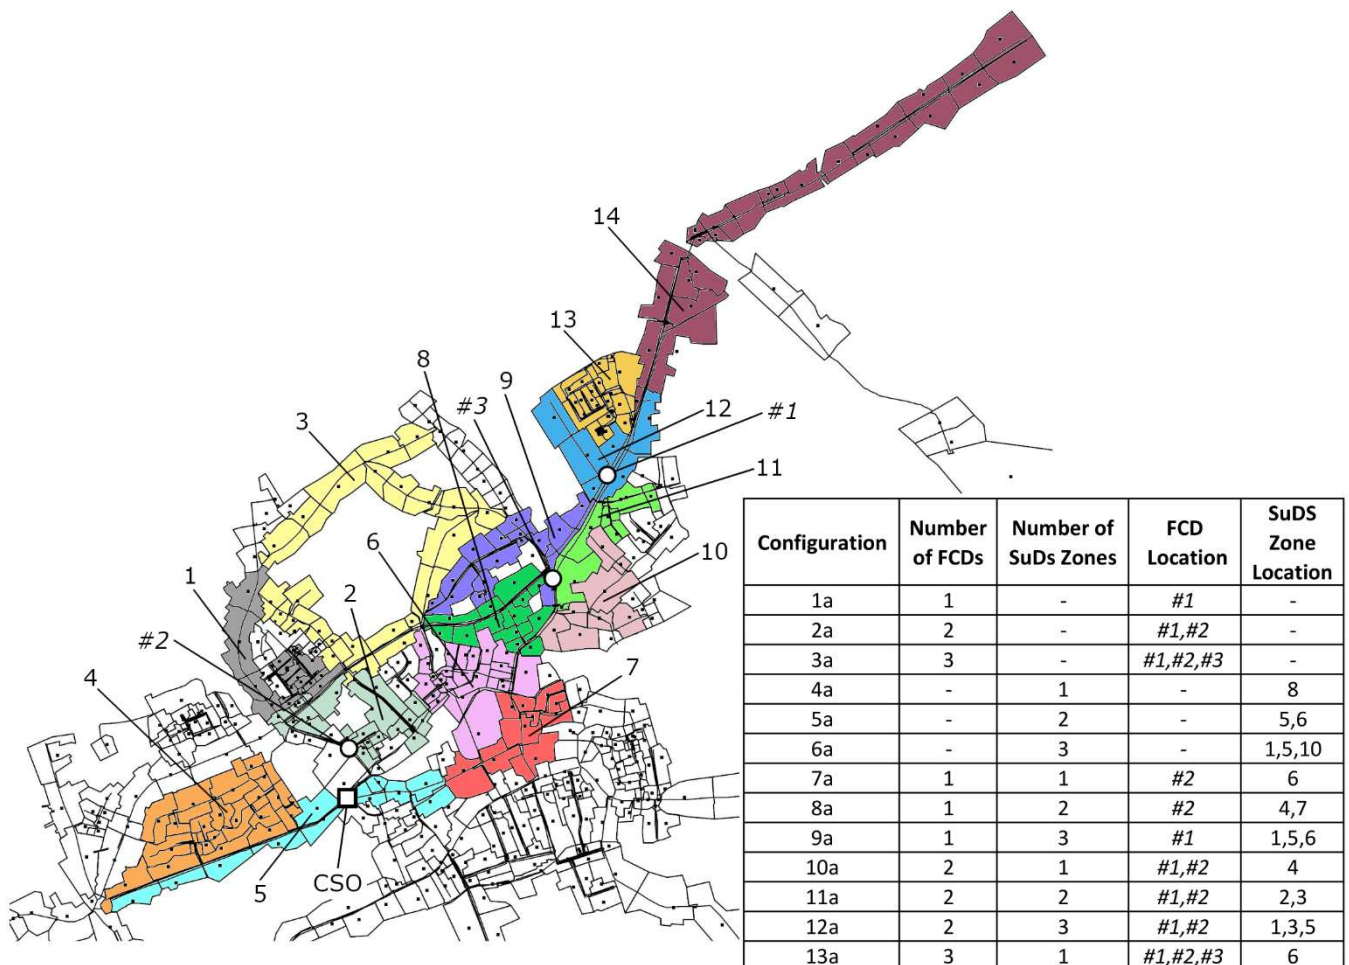 14
13
8
9
#3
12
#1
3
11
6
10
1
2
#2
7
4
5
CSO
Configuration | Number of FCDs | Number of SuDs Zones | FCD Location | SuDS Zone Location
1a | 1 | - | #1 | -
2a | 2 | - | #1,#2 | -
3a | 3 | - | #1,#2,#3 | -
4a | - | 1 | - | 8
5a | - | 2 | - | 5,6
6a | - | 3 | - | 1,5,10
7a | 1 | 1 | #2 | 6
8a | 1 | 2 | #2 | 4,7
9a | 1 | 3 | #1 | 1,5,6
10a | 2 | 1 | #1,#2 | 4
11a | 2 | 2 | #1,#2 | 2,3
12a | 2 | 3 | #1,#2 | 1,3,5
13a | 3 | 1 | #1,#2,#3 | 6